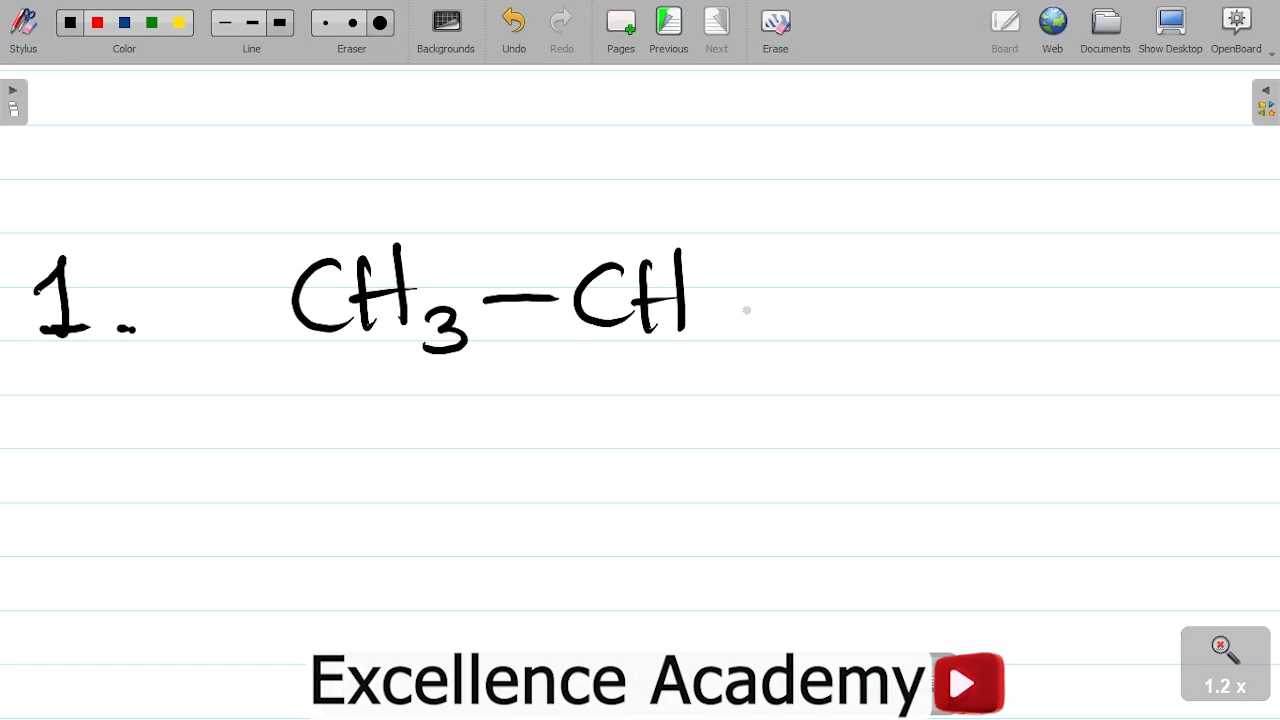 Stylus Color Line Eraser Backgrounds Undo Redo Pages Previous Next Erase Board Web Documents Show Desktop OpenBoard
1. CH₃—CH
Excellence Academy
1.2 x